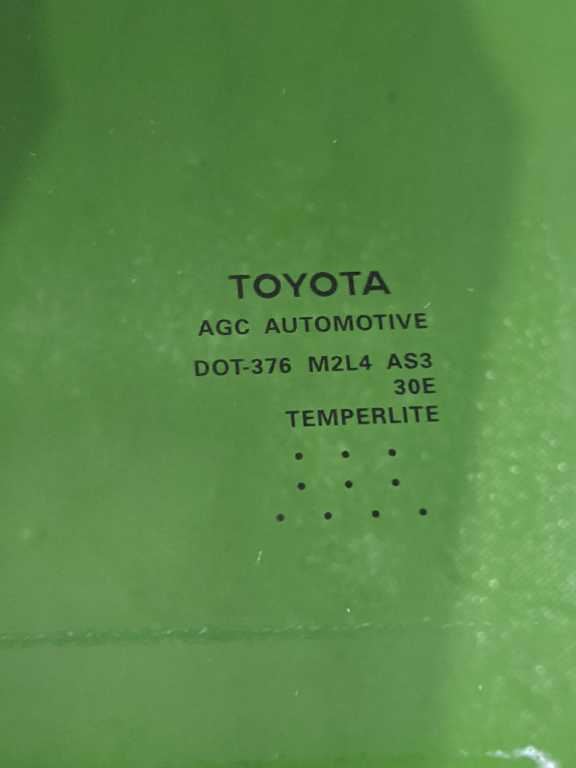 TOYOTA
AGC AUTOMOTIVE
DOT-376 M2L4 AS3
30E
TEMPERLITE